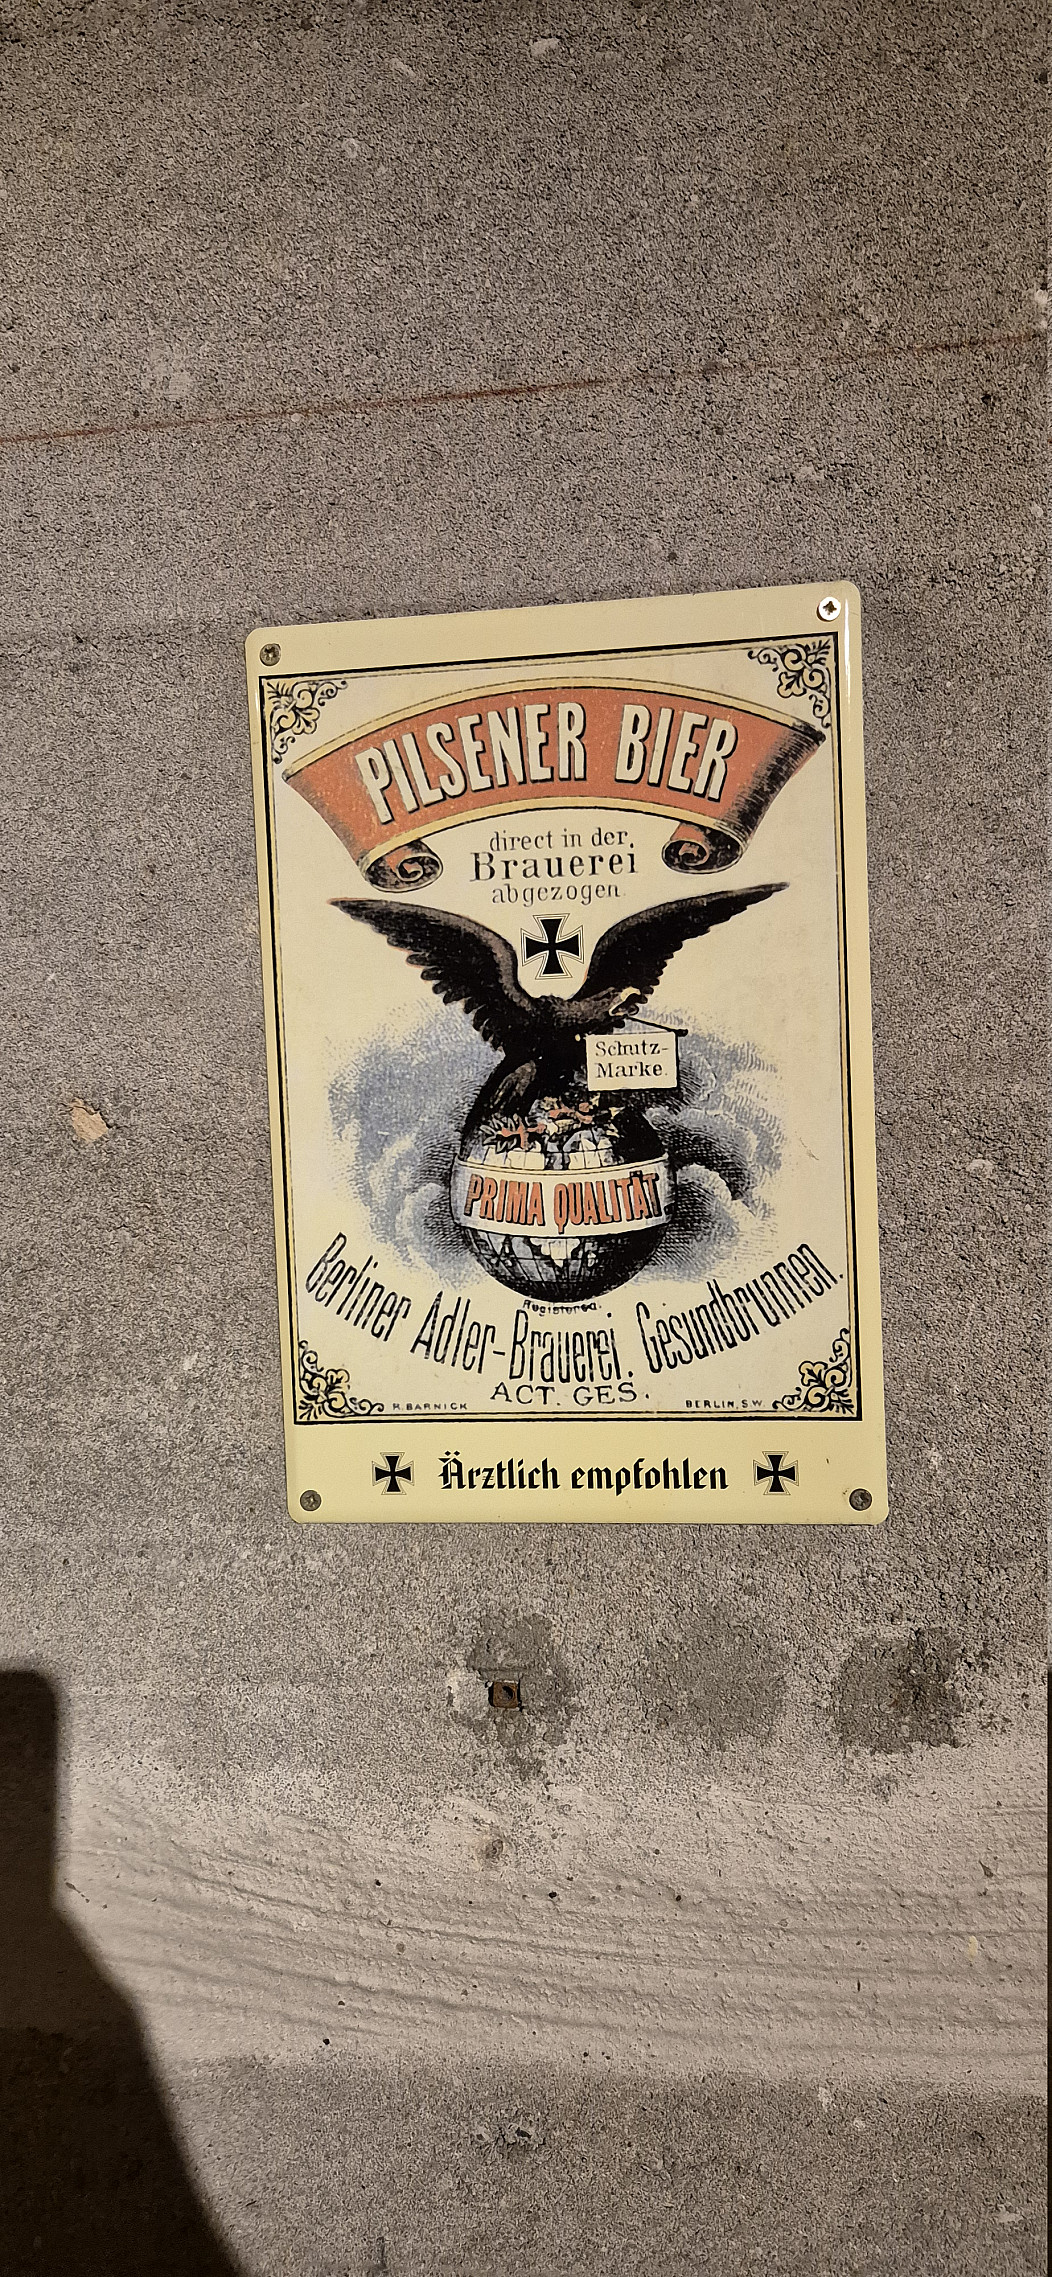 PILSENER BIER
direct in der
Brauerei
abgezogen.
Schutz-
Marke.
PRIMA QUALITÄT
Registered.
Berliner Adler-Brauerei. Gesundbrunnen.
ACT. GES.
R. BARNICK
BERLIN, S.W.
Ärztlich empfohlen